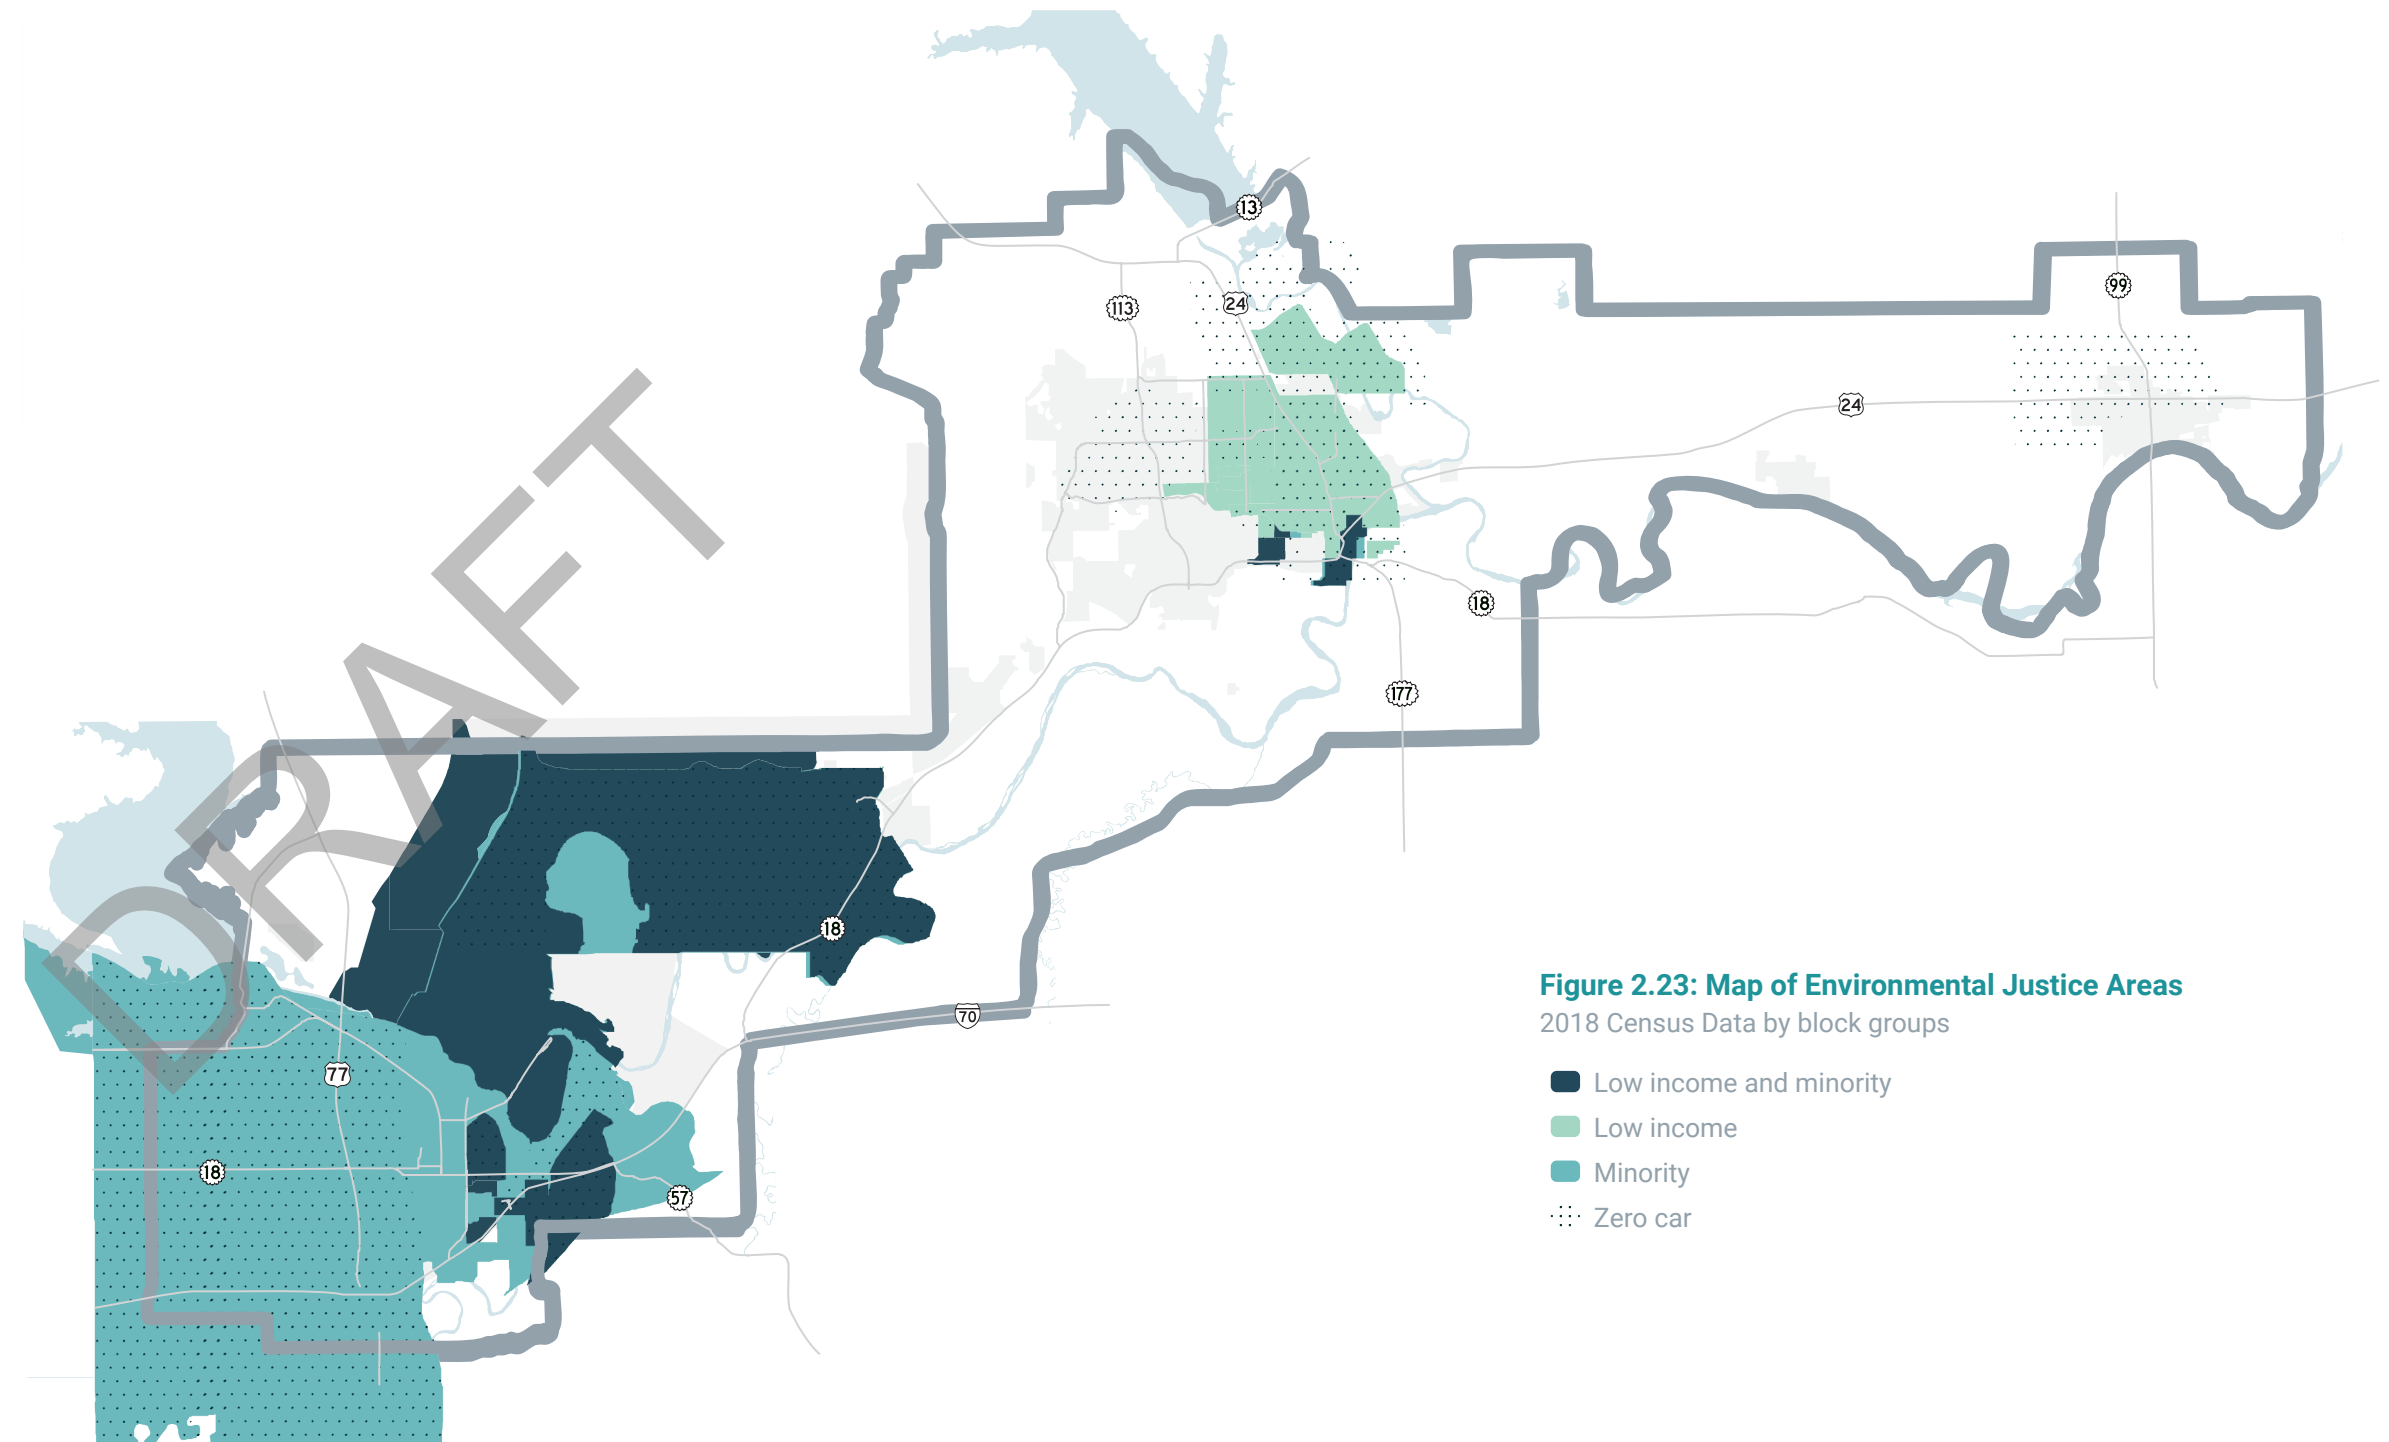 13
113
24
99
24
18
177
DRAFT
18
70
77
18
57
Figure 2.23: Map of Environmental Justice Areas
2018 Census Data by block groups
Low income and minority
Low income
Minority
Zero car